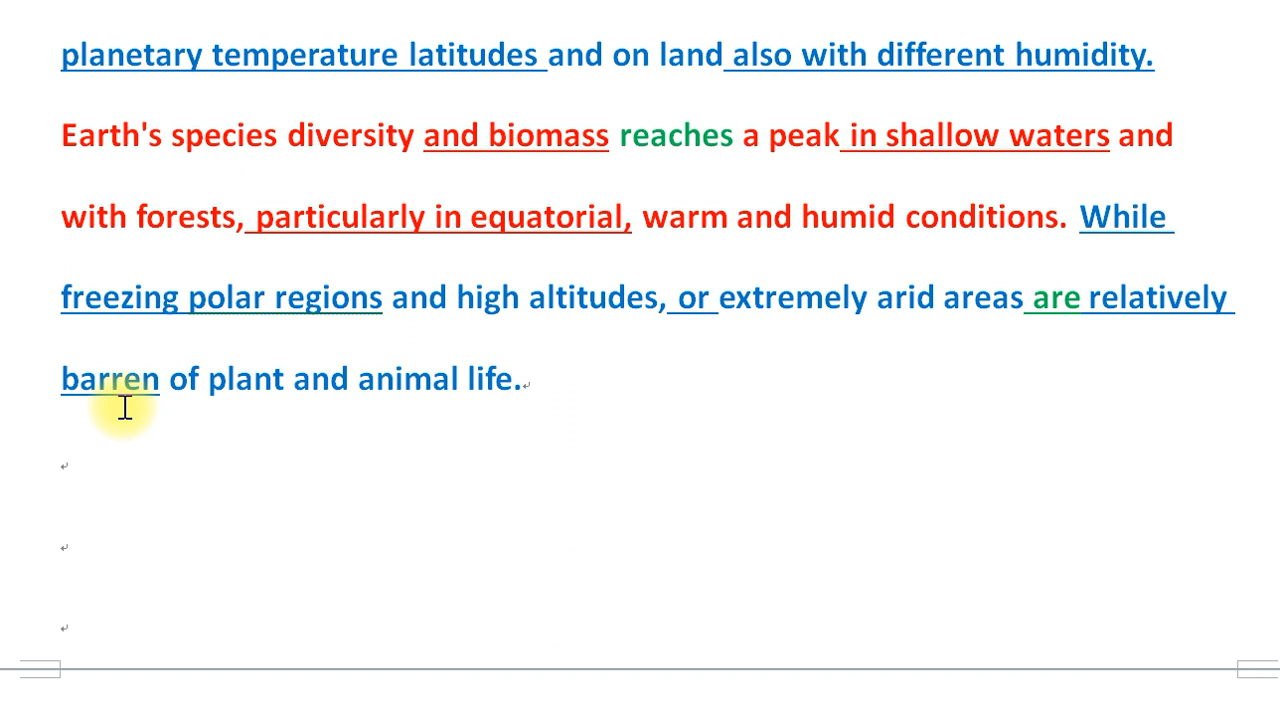 planetary temperature latitudes and on land also with different humidity.
Earth's species diversity and biomass reaches a peak in shallow waters and
with forests, particularly in equatorial, warm and humid conditions. While
freezing polar regions and high altitudes, or extremely arid areas are relatively
barren of plant and animal life.